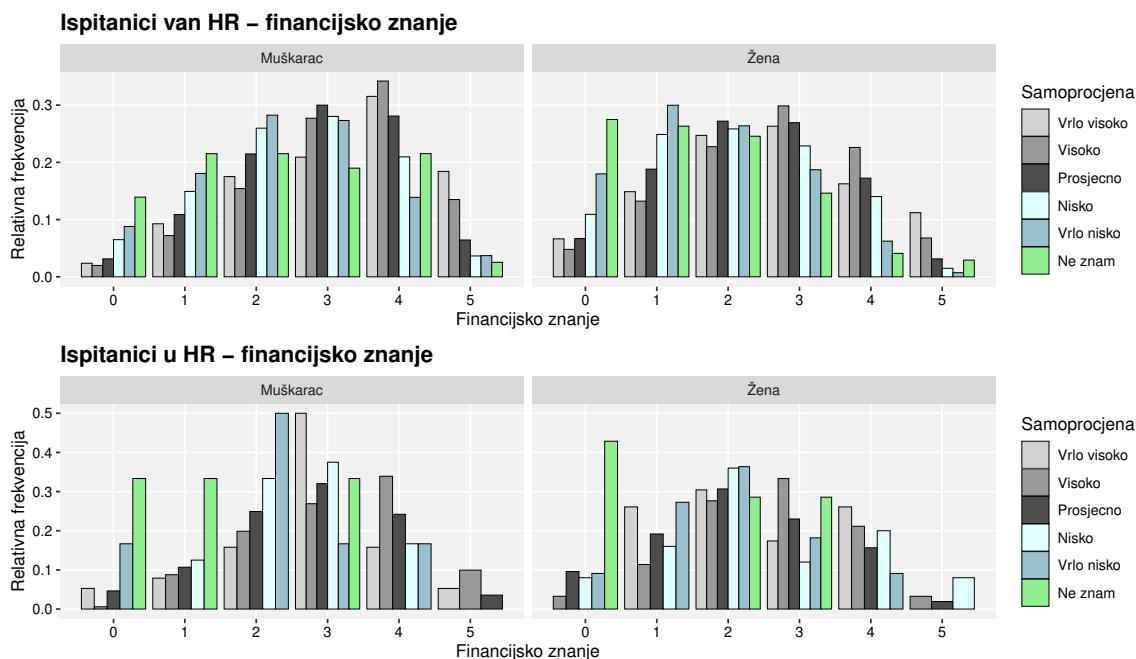 Ispitanici van HR – financijsko znanje
Muškarac
Žena
Relativna frekvencija
0.3
0.2
0.1
0.0
0 1 2 3 4 5
0 1 2 3 4 5
Financijsko znanje
Samoprocjena
Vrlo visoko
Visoko
Prosjecno
Nisko
Vrlo nisko
Ne znam
Ispitanici u HR – financijsko znanje
Muškarac
Žena
Relativna frekvencija
0.5
0.4
0.3
0.2
0.1
0.0
0 1 2 3 4 5
0 1 2 3 4 5
Financijsko znanje
Samoprocjena
Vrlo visoko
Visoko
Prosjecno
Nisko
Vrlo nisko
Ne znam